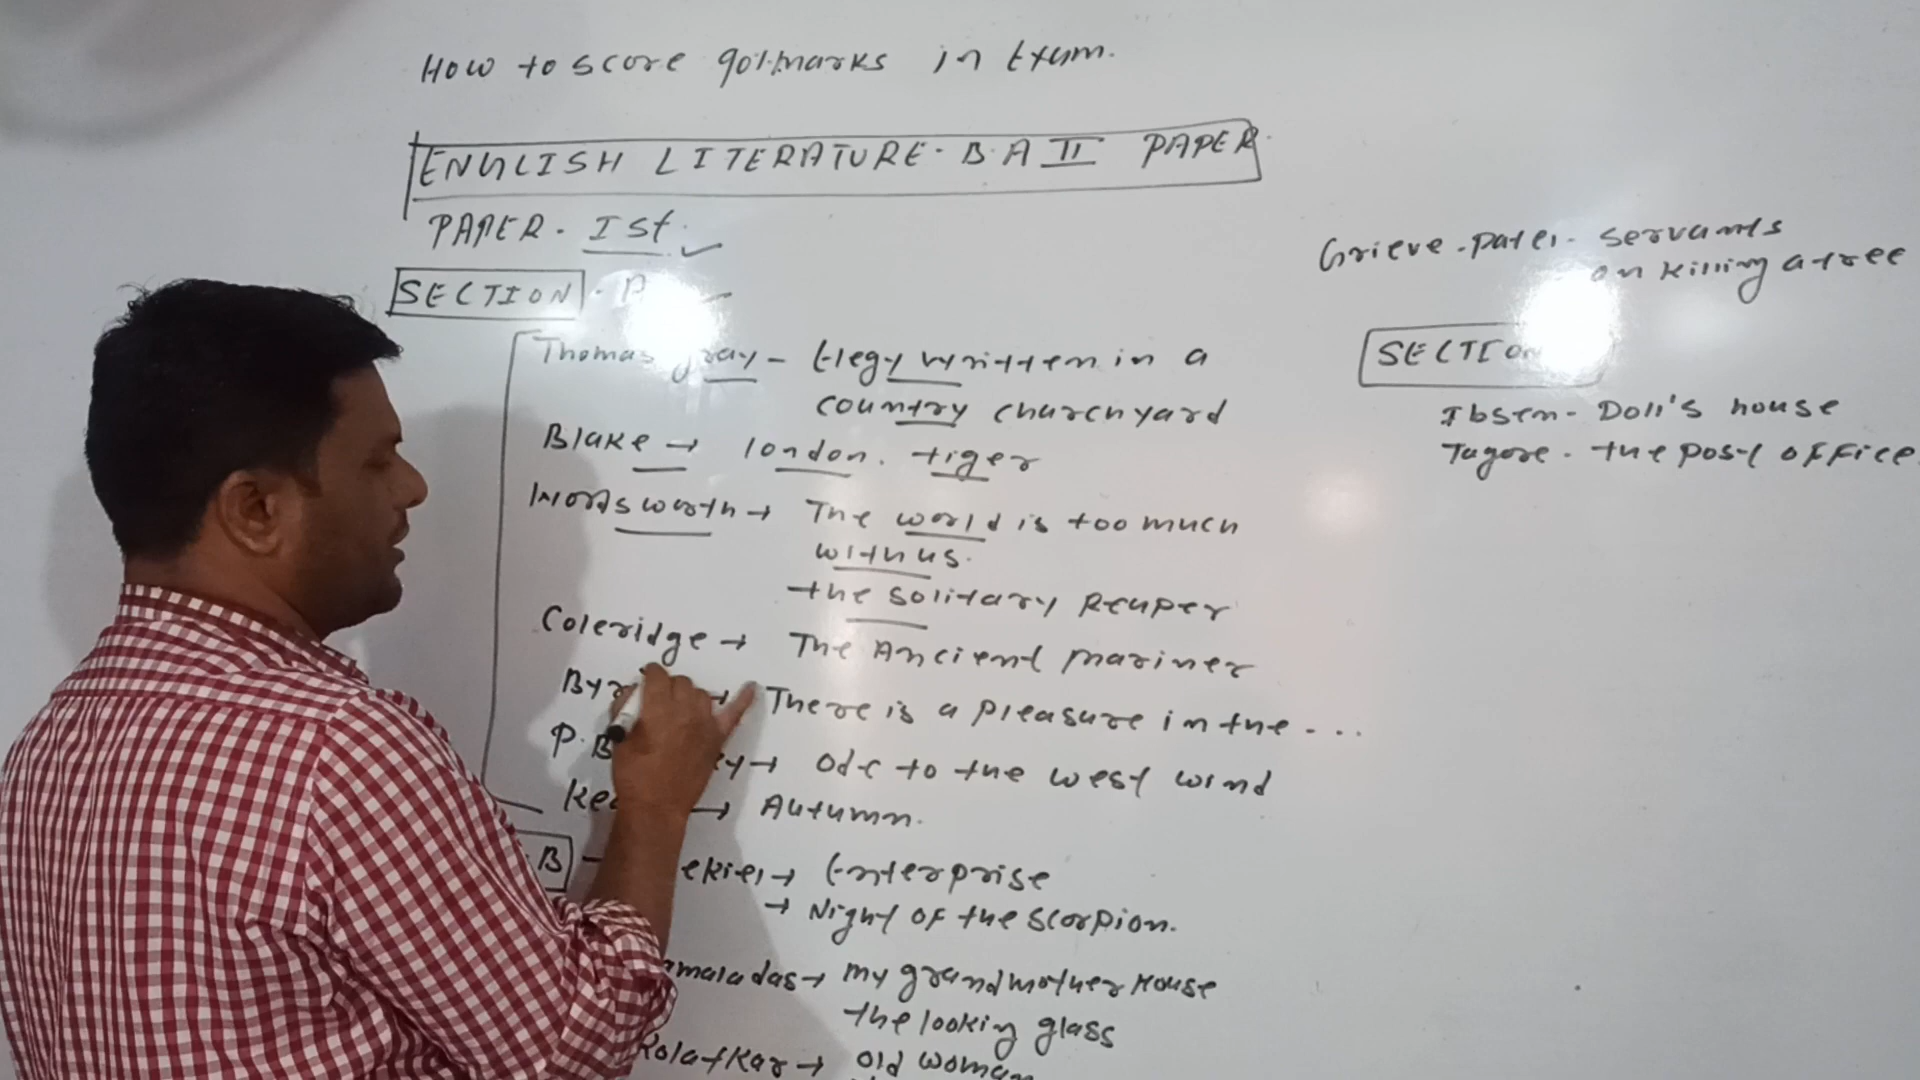 How to score good marks in Exam.
ENGLISH LITERATURE. B.A II PAPER
PAPER. Ist.
SECTION. A
Thomas gray - Elegy written in a
country churchyard
Blake → london. tiger
Wordsworth → The world is too much
with us.
the solitary Reaper
Coleridge → The Ancient mariner
There is a pleasure in the ...
P. → Ode to the west wind
→ Autumn.
B
→ Enterprise
→ Night of the scorpion.
das → my grandmother House
the looking glass
Kolatkar → old woman
Grieve. Patel. servants
on killing a tree
SECTION
Ibsen - Doll's house
Tagore. the post office.